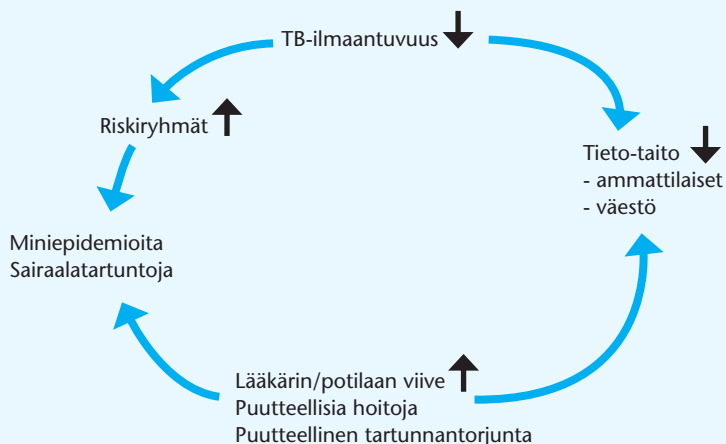 TB-ilmaantuvuus
Riskiryhmät
Tieto-taito
- ammattilaiset
- väestö
Miniepidemioita
Sairaalatartuntoja
Lääkärin/potilaan viive
Puutteellisia hoitoja
Puutteellinen tartunnantorjunta